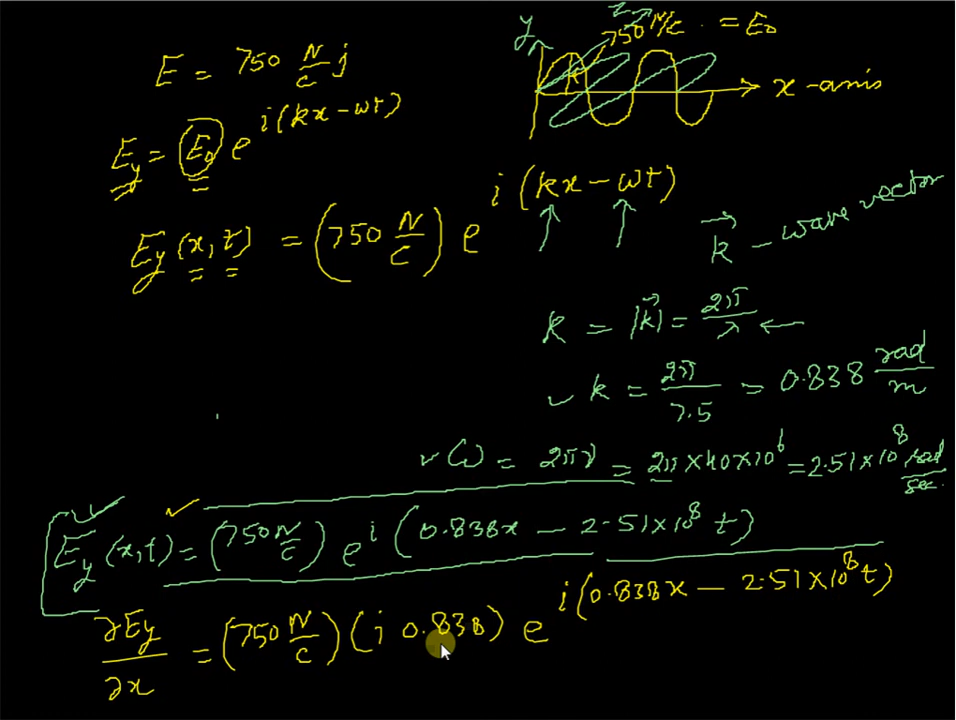 E = 750 N/C j
y z 750 N/C = E₀
x-axis
E_y = E₀ e^{i(kx - ωt)}
E_y(x,t) = (750 N/C) e^{i(kx - ωt)}
k⃗ - wave vector
k = |k⃗| = 2π/λ ←
✓ k = 2π/7.5 = 0.838 rad/m
✓ ω = 2πν = 2π×40×10⁶ = 2.51×10⁸ rad/sec.
E_y(x,t) = (750 N/C) e^{i(0.838x - 2.51×10⁸ t)}
∂E_y/∂x = (750 N/C)(i 0.838) e^{i(0.838x - 2.51×10⁸ t)}